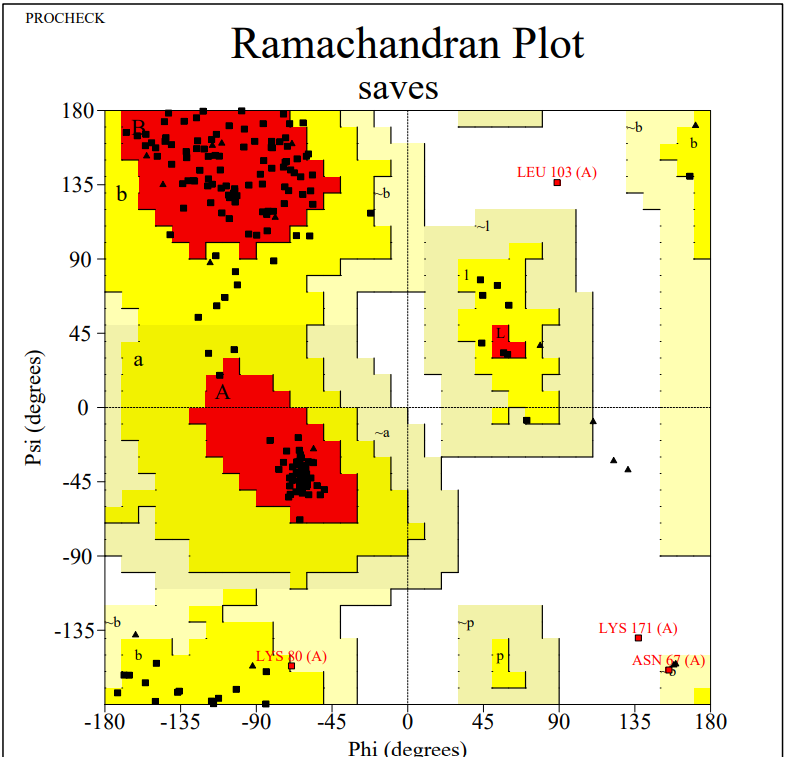 PROCHECK
Ramachandran Plot
saves
180
135
90
45
0
-45
-90
-135
Psi (degrees)
B
~b
b
b
~b
LEU 103 (A)
~l
l
L
a
A
~a
~b
b
LYS 80 (A)
~p
p
LYS 171 (A)
ASN 67 (A)
~b
-180
-135
-90
-45
0
45
90
135
180
Phi (degrees)